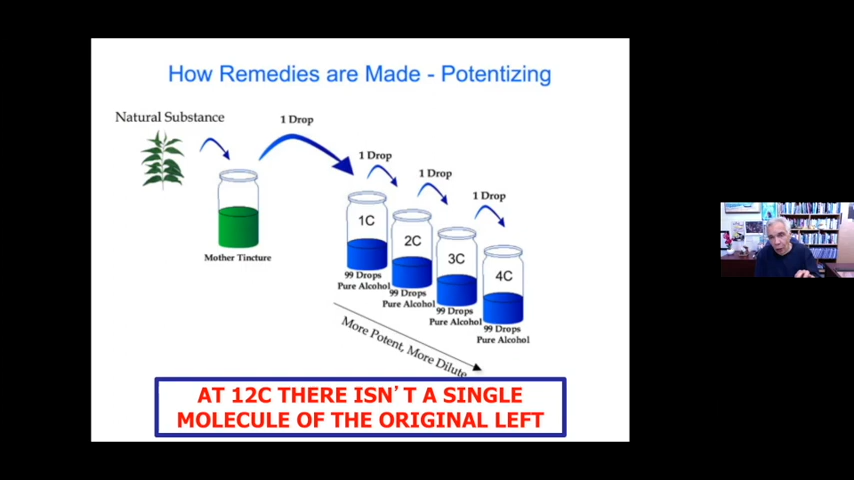 How Remedies are Made - Potentizing
Natural Substance
1 Drop
1 Drop
1 Drop
1 Drop
1C
2C
3C
4C
Mother Tincture
99 Drops
Pure Alcohol
99 Drops
Pure Alcohol
99 Drops
Pure Alcohol
99 Drops
Pure Alcohol
More Potent, More Dilute
AT 12C THERE ISN'T A SINGLE
MOLECULE OF THE ORIGINAL LEFT